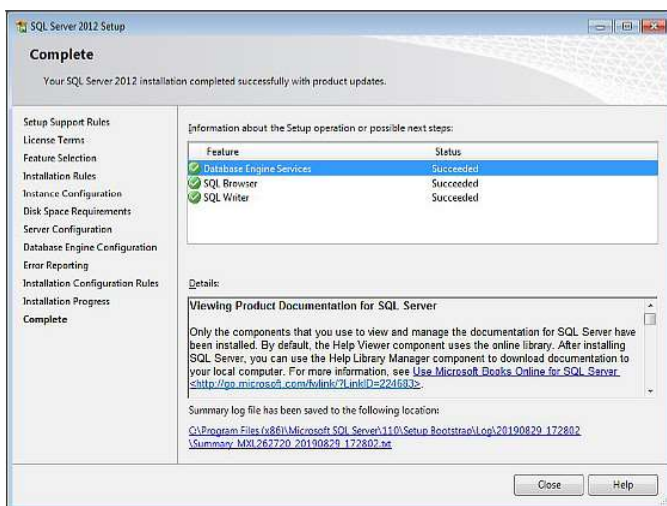 SQL Server 2012 Setup
Complete
Your SQL Server 2012 installation completed successfully with product updates.
Setup Support Rules
License Terms
Feature Selection
Installation Rules
Instance Configuration
Disk Space Requirements
Server Configuration
Database Engine Configuration
Error Reporting
Installation Configuration Rules
Installation Progress
Complete
Information about the Setup operation or possible next steps:
Feature Status
Database Engine Services Succeeded
SQL Browser Succeeded
SQL Writer Succeeded
Details:
Viewing Product Documentation for SQL Server
Only the components that you use to view and manage the documentation for SQL Server have
been installed. By default, the Help Viewer component uses the online library. After installing
SQL Server, you can use the Help Library Manager component to download documentation to
your local computer. For more information, see Use Microsoft Books Online for SQL Server
<http://go.microsoft.com/fwlink/?LinkID=224683>.
Summary log file has been saved to the following location:
C:\Program Files (x86)\Microsoft SQL Server\110\Setup Bootstrap\Log\20190829_172802
\Summary_MXL262720_20190829_172802.txt
Close Help